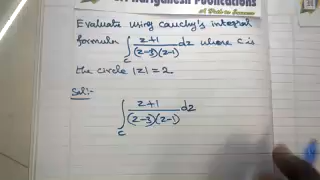 Evaluate using cauchy's integral
formula ∫_C (z+1)/((z-3)(z-1)) dz where c is
the circle |z|=2.
Sol:-
∫_C (z+1)/((z-3)(z-1)) dz